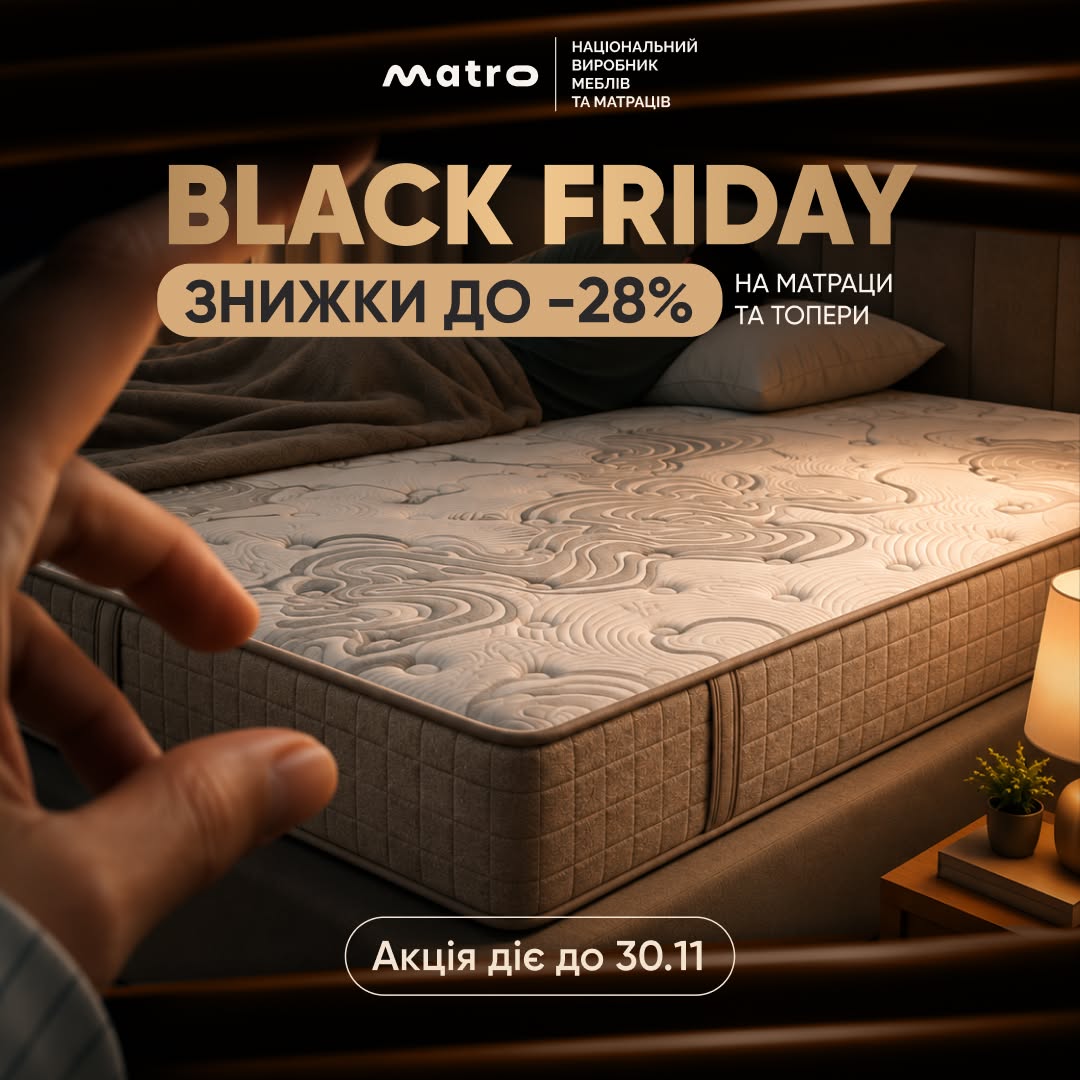 matro
НАЦІОНАЛЬНИЙ
ВИРОБНИК
МЕБЛІВ
ТА МАТРАЦІВ
BLACK FRIDAY
ЗНИЖКИ ДО -28%
НА МАТРАЦИ
ТА ТОПЕРИ
Акція діє до 30.11